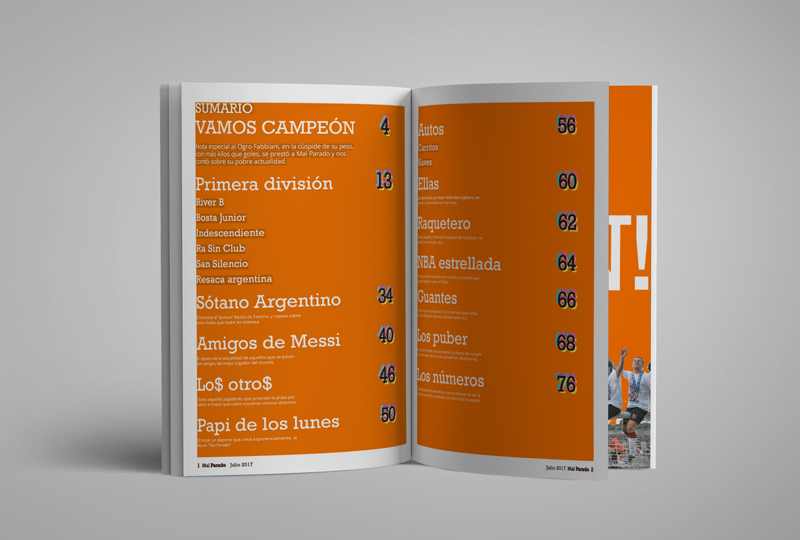 SUMARIO
VAMOS CAMPEÓN 4
Nota especial al Ogro Fabbiani, en la cúspide de su peso,
con más kilos que goles, se prestó a Mal Parado y nos
contó sobre su pobre actualidad.
Primera división 13
River B
Bosta Junior
Indescendiente
Ra Sin Club
San Silencio
Resaca argentina
Sótano Argentino 34
Amigos de Messi 40
Lo$ otro$ 46
Papi de los lunes 50
1 Mal Parado Julio 2017
Autos 56
Carritos
Naves
Ellas 60
Raquetero 62
NBA estrellada 64
Guantes 66
Los puber 68
Los números 76
Julio 2017 Mal Parado 2
T!